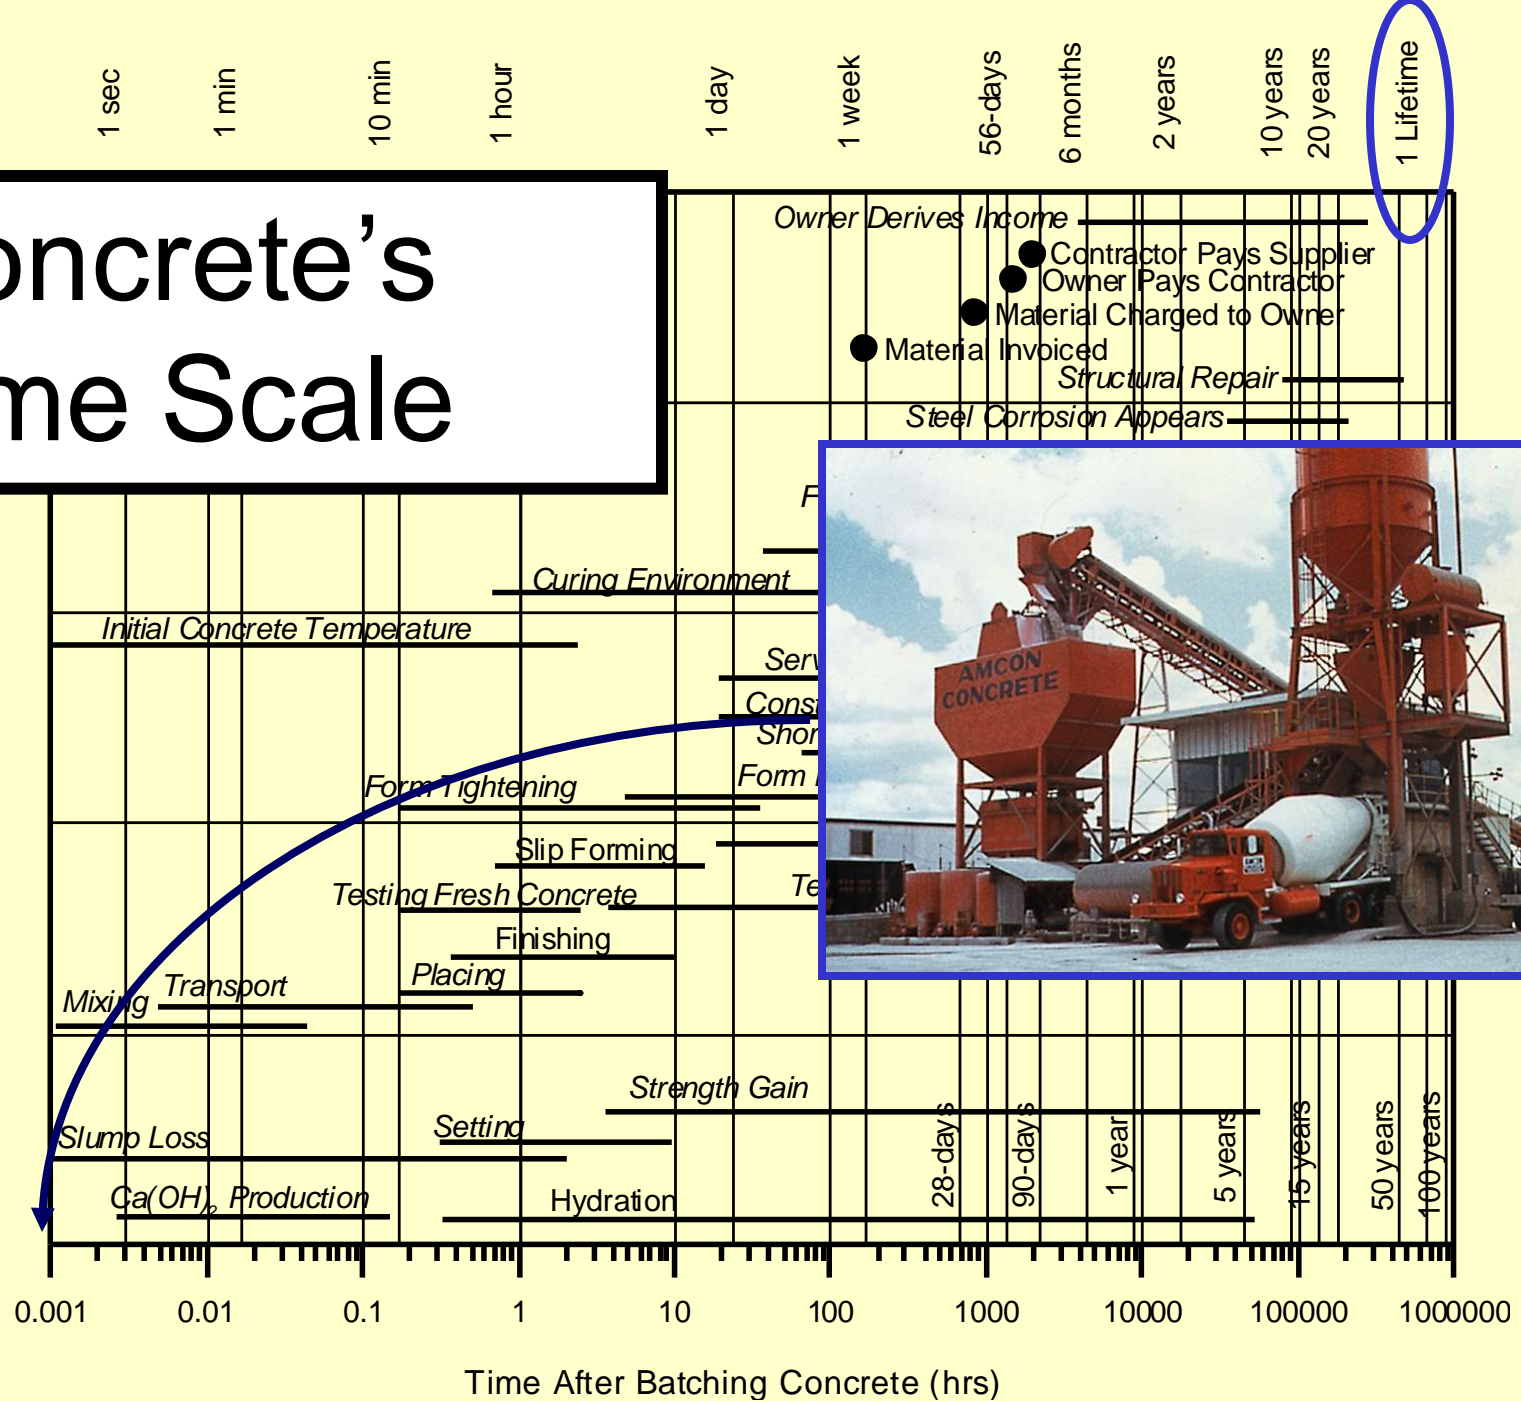 1 sec
1 min
10 min
1 hour
1 day
1 week
56-days
6 months
2 years
10 years
20 years
1 Lifetime
oncrete’s
me Scale
Owner Derives Income
Contractor Pays Supplier
Owner Pays Contractor
Material Charged to Owner
Material Invoiced
Structural Repair
Steel Corrosion Appears
F
Curing Environment
Initial Concrete Temperature
Serv
Const
Shor
Form
Form Tightening
Slip Forming
Testing Fresh Concrete
Te
Finishing
Placing
Transport
Mixing
AMCON
CONCRETE
Strength Gain
Setting
Slump Loss
Ca(OH)₂ Production
Hydration
28-days
90-days
1 year
5 years
15 years
50 years
100 years
0.001
0.01
0.1
1
10
100
1000
10000
100000
1000000
Time After Batching Concrete (hrs)